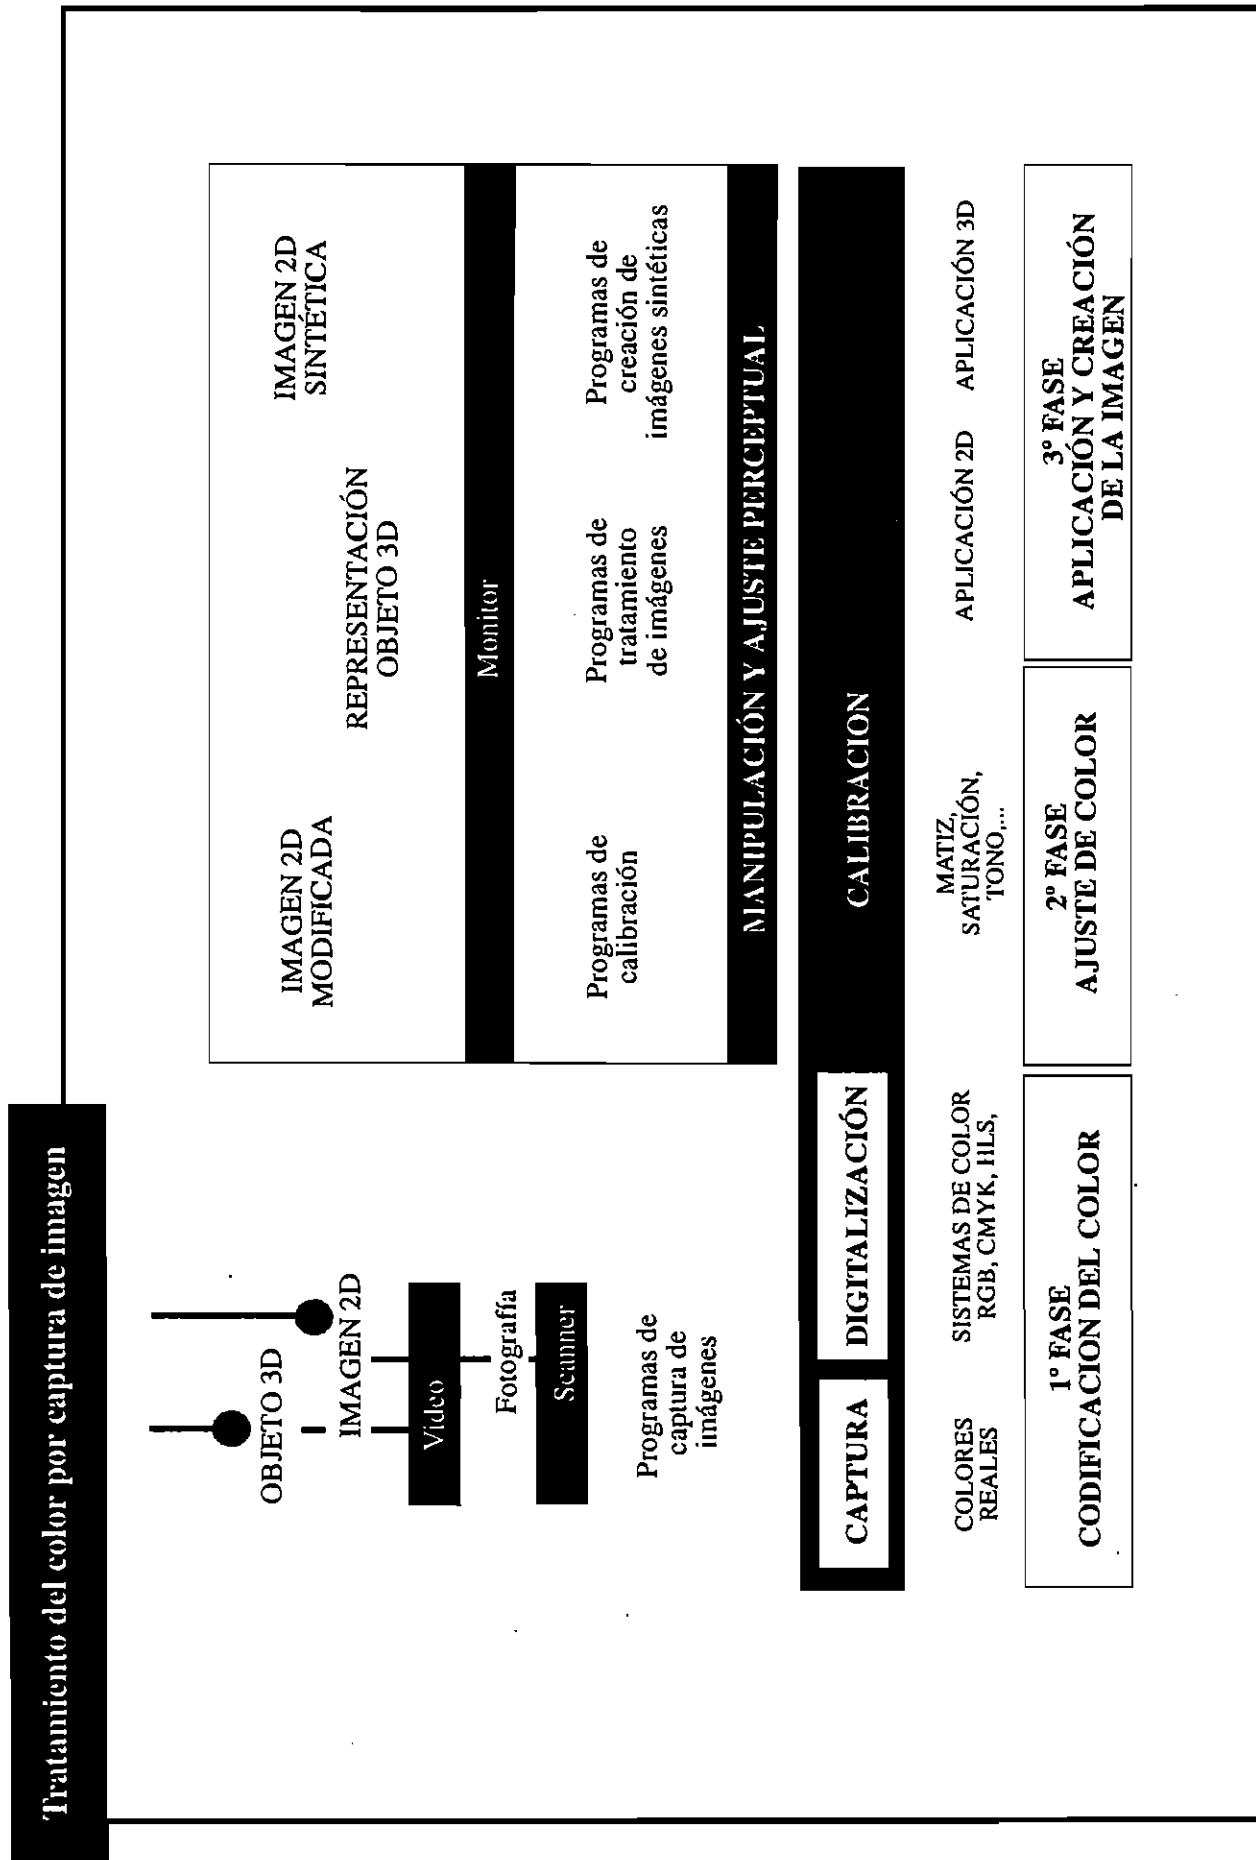 Tratamiento del color por captura de imagen
OBJETO 3D
IMAGEN 2D
Video
Fotografía
Scanner
Programas de
captura de
imágenes
IMAGEN 2D
MODIFICADA
REPRESENTACIÓN
OBJETO 3D
IMAGEN 2D
SINTÉTICA
Monitor
Programas de
calibración
Programas de
tratamiento
de imágenes
Programas de
creación de
imágenes sintéticas
MANIPULACIÓN Y AJUSTE PERCEPTUAL
CAPTURA
DIGITALIZACIÓN
CALIBRACION
COLORES
REALES
SISTEMAS DE COLOR
RGB, CMYK, HLS,
MATIZ,
SATURACIÓN,
TONO,...
APLICACIÓN 2D
APLICACIÓN 3D
1º FASE
CODIFICACION DEL COLOR
2º FASE
AJUSTE DE COLOR
3º FASE
APLICACIÓN Y CREACIÓN
DE LA IMAGEN